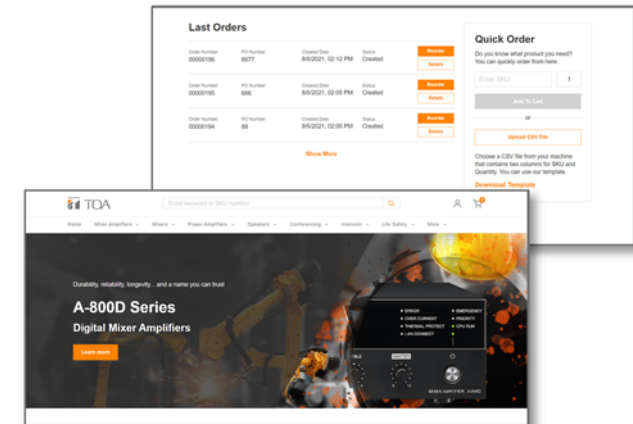 Last Orders
Order Number PO Number Created Date Status
00000196 6677 8/6/2021, 02:12 PM Created
Reorder
Details
Order Number PO Number Created Date Status
00000195 666 8/6/2021, 02:05 PM Created
Reorder
Details
Order Number PO Number Created Date Status
00000194 88 8/6/2021, 02:00 PM Created
Reorder
Details
Show More
Quick Order
Do you know what product you need?
You can quickly order from here.
Enter SKU 1
Add To Cart
or
Upload CSV File
Choose a CSV file from your machine
that contains two columns for SKU and
Quantity. You can use our template.
Download Template
TOA
Enter keyword or SKU number
0
Home Mixer Amplifiers Mixers Power Amplifiers Speakers Conferencing Intercom Life Safety More
Durability, reliability, longevity... and a name you can trust
A-800D Series
Digital Mixer Amplifiers
Learn more
ERROR EMERGENCY
OVER CURRENT PRIORITY
THERMAL PROTECT CPU RUN
LAN CONNECT
MASTER
0 10
MIXER AMPLIFIER